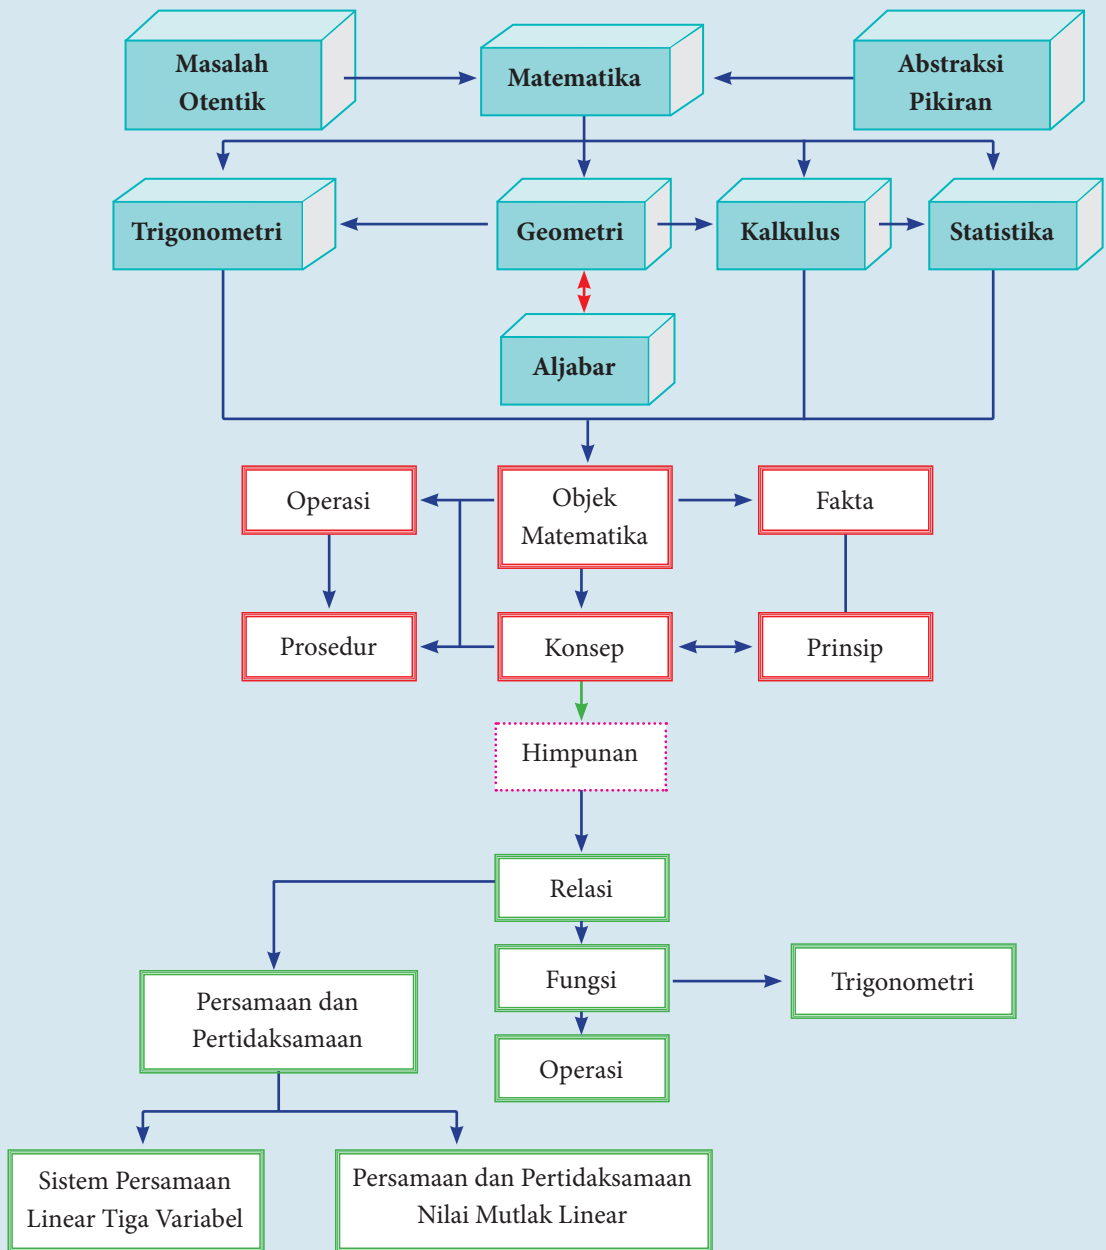 Masalah
Otentik
Matematika
Abstraksi
Pikiran
Trigonometri
Geometri
Kalkulus
Statistika
Aljabar
Operasi
Objek
Matematika
Fakta
Prosedur
Konsep
Prinsip
Himpunan
Relasi
Fungsi
Trigonometri
Persamaan dan
Pertidaksamaan
Operasi
Sistem Persamaan
Linear Tiga Variabel
Persamaan dan Pertidaksamaan
Nilai Mutlak Linear